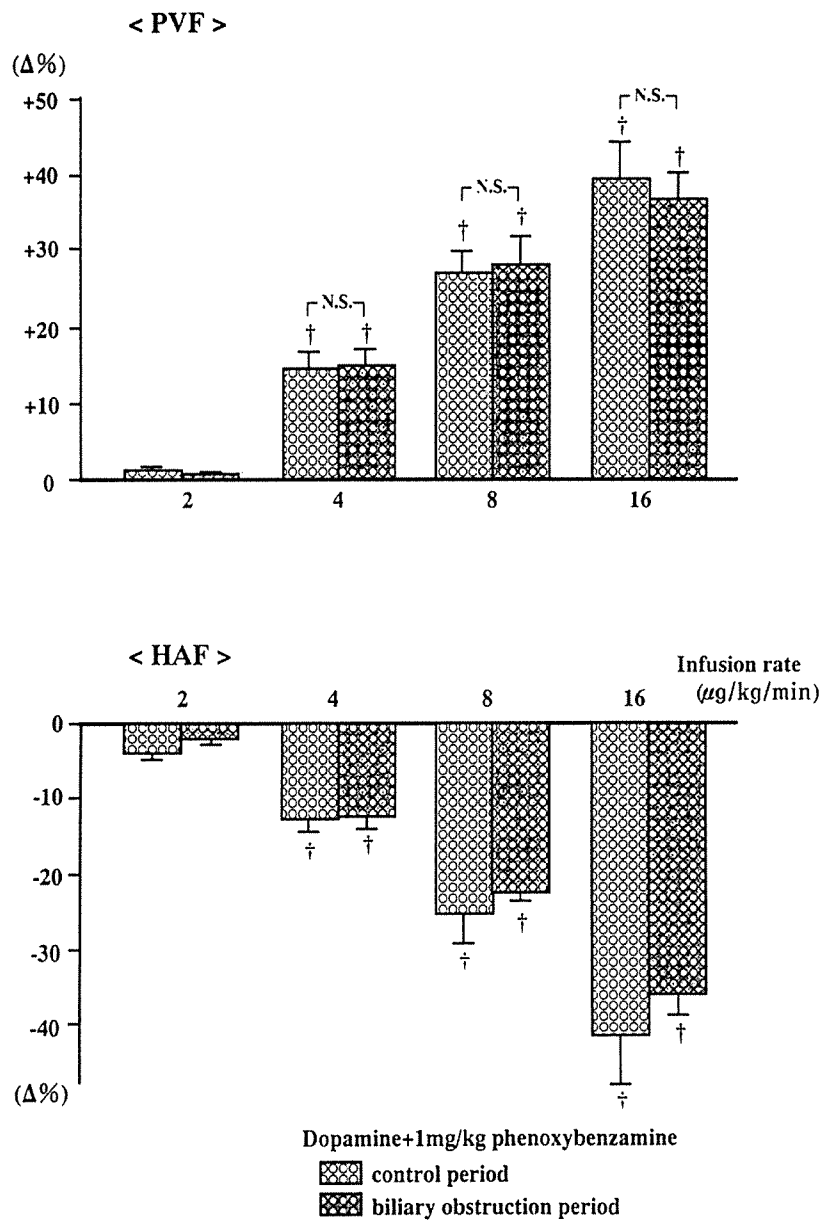 < PVF >
(Δ%)
+50
+40
+30
+20
+10
0
N.S.
† †
N.S.
† †
N.S.
† †
2 4 8 16
< HAF >
Infusion rate
(μg/kg/min)
2 4 8 16
0
-10
-20
-30
-40
(Δ%)
† †
† †
† †
Dopamine+1mg/kg phenoxybenzamine
control period
biliary obstruction period